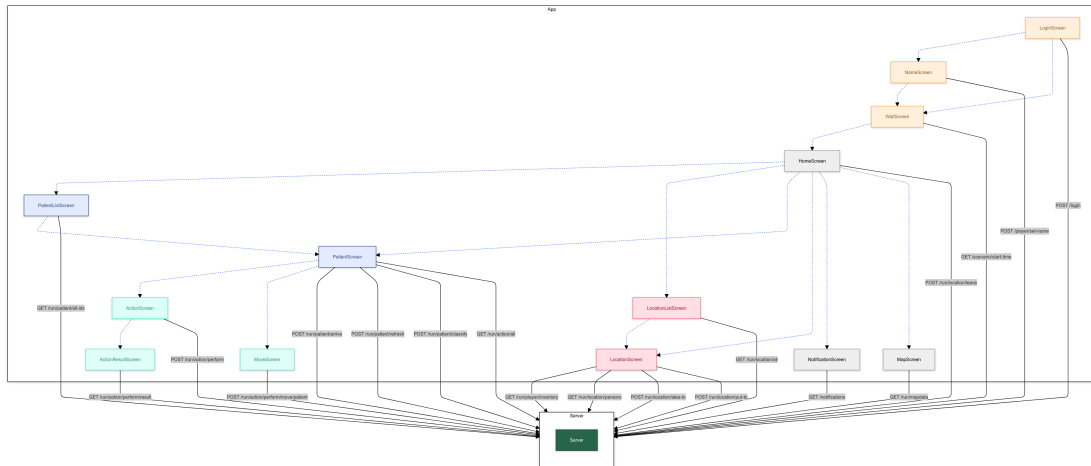 App
LoginScreen
NameScreen
WaitScreen
HomeScreen
PatientListScreen
POST /login
POST /player/set-name
PatientScreen
GET /scenario/start-time
POST /run/location/leave
ActionScreen
LocationListScreen
GET /run/patient/all-ids
POST /run/patient/arrive
POST /run/patient/refresh
POST /run/patient/classify
GET /run/action/all
ActionResultScreen
POST /run/action/perform
MoveScreen
LocationScreen
GET /run/location/all
NotificationScreen
MapScreen
GET /run/action/perform/result
POST /run/action/perform/move/patient
GET /run/player/inventory
GET /run/location/persons
POST /run/location/take-to
POST /run/location/put-to
GET /notifications
Server
Server